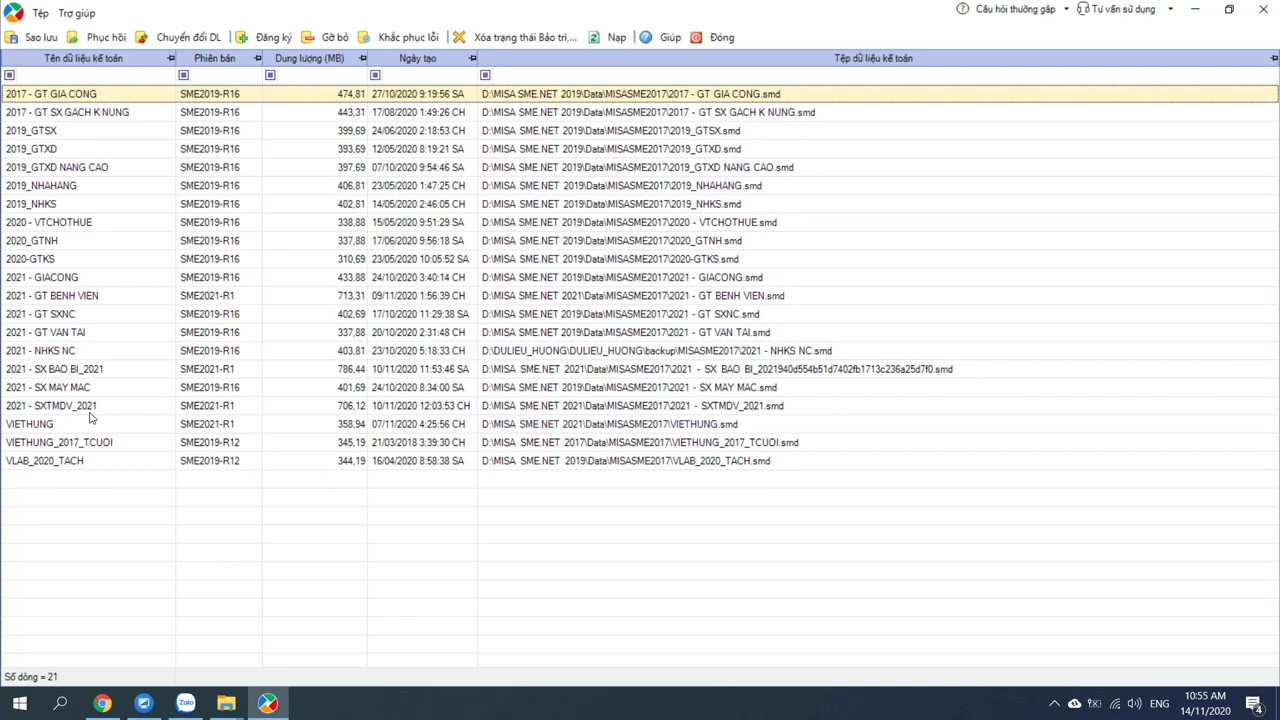 Tệp Trợ giúp Câu hỏi thường gặp Tư vấn sử dụng
Sao lưu Phục hồi Chuyển đổi DL Đăng ký Gỡ bỏ Khắc phục lỗi Xóa trạng thái Bảo trì,... Nạp Giúp Đóng
Tên dữ liệu kế toán Phiên bản Dung lượng (MB) Ngày tạo Tệp dữ liệu kế toán
2017 - GT GIA CONG SME2019-R16 474,81 27/10/2020 9:19:56 SA D:\MISA SME.NET 2019\Data\MISASME2017\2017 - GT GIA CONG.smd
2017 - GT SX GACH K NUNG SME2019-R16 443,31 17/08/2020 1:49:26 CH D:\MISA SME.NET 2019\Data\MISASME2017\2017 - GT SX GACH K NUNG.smd
2019_GTSX SME2019-R16 399,69 24/06/2020 2:18:53 CH D:\MISA SME.NET 2019\Data\MISASME2017\2019_GTSX.smd
2019_GTXD SME2019-R16 393,69 12/05/2020 8:19:21 SA D:\MISA SME.NET 2019\Data\MISASME2017\2019_GTXD.smd
2019_GTXD NANG CAO SME2019-R16 397,69 07/10/2020 9:54:46 SA D:\MISA SME.NET 2019\Data\MISASME2017\2019_GTXD NANG CAO.smd
2019_NHAHANG SME2019-R16 406,81 23/05/2020 1:47:25 CH D:\MISA SME.NET 2019\Data\MISASME2017\2019_NHAHANG.smd
2019_NHKS SME2019-R16 402,81 14/05/2020 2:46:05 CH D:\MISA SME.NET 2019\Data\MISASME2017\2019_NHKS.smd
2020 - VTCHOTHUE SME2019-R16 338,88 15/05/2020 9:51:29 SA D:\MISA SME.NET 2019\Data\MISASME2017\2020 - VTCHOTHUE.smd
2020_GTNH SME2019-R16 337,88 17/06/2020 9:56:18 SA D:\MISA SME.NET 2019\Data\MISASME2017\2020_GTNH.smd
2020-GTKS SME2019-R16 310,69 23/05/2020 10:05:52 SA D:\MISA SME.NET 2019\Data\MISASME2017\2020-GTKS.smd
2021 - GIACONG SME2019-R16 433,88 24/10/2020 3:40:14 CH D:\MISA SME.NET 2019\Data\MISASME2017\2021 - GIACONG.smd
2021 - GT BENH VIEN SME2021-R1 713,31 09/11/2020 1:56:39 CH D:\MISA SME.NET 2021\Data\MISASME2017\2021 - GT BENH VIEN.smd
2021 - GT SXNC SME2019-R16 402,69 17/10/2020 11:29:38 SA D:\MISA SME.NET 2019\Data\MISASME2017\2021 - GT SXNC.smd
2021 - GT VAN TAI SME2019-R16 337,88 20/10/2020 2:31:48 CH D:\MISA SME.NET 2019\Data\MISASME2017\2021 - GT VAN TAI.smd
2021 - NHKS NC SME2019-R16 403,81 23/10/2020 5:18:33 CH D:\DULIEU_HUONG\DULIEU_HUONG\backup\MISASME2017\2021 - NHKS NC.smd
2021 - SX BAO BI_2021 SME2021-R1 786,44 10/11/2020 11:53:46 SA D:\MISA SME.NET 2021\Data\MISASME2017\2021 - SX BAO BI_2021940d554b51d7402fb1713c236a25d7f0.smd
2021 - SX MAY MAC SME2019-R16 401,69 24/10/2020 8:34:00 SA D:\MISA SME.NET 2019\Data\MISASME2017\2021 - SX MAY MAC.smd
2021 - SXTMDV_2021 SME2021-R1 706,12 10/11/2020 12:03:53 CH D:\MISA SME.NET 2021\Data\MISASME2017\2021 - SXTMDV_2021.smd
VIETHUNG SME2021-R1 358,94 07/11/2020 4:25:56 CH D:\MISA SME.NET 2021\Data\MISASME2017\VIETHUNG.smd
VIETHUNG_2017_TCUOI SME2019-R12 345,19 21/03/2018 3:39:30 CH D:\MISA SME.NET 2017\Data\MISASME2017\VIETHUNG_2017_TCUOI.smd
VLAB_2020_TACH SME2019-R12 344,19 16/04/2020 8:58:38 SA D:\MISA SME.NET 2019\Data\MISASME2017\VLAB_2020_TACH.smd
Số dòng = 21
Zalo ENG 10:55 AM
14/11/2020 4